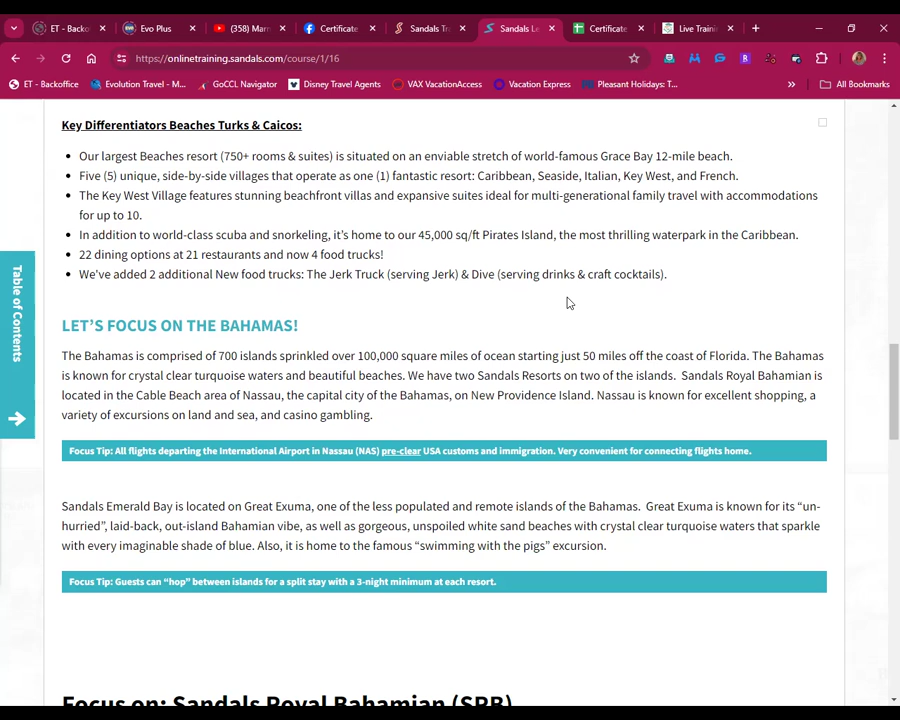 ET - Backo
Evo Plus
(358) Mar
Certificate
Sandals Tr
Sandals Le
Certificate
Live Traini
https://onlinetraining.sandals.com/course/1/16
ET - Backoffice
Evolution Travel - M...
GoCCL Navigator
Disney Travel Agents
VAX VacationAccess
Vacation Express
Pleasant Holidays: T...
»
All Bookmarks
Key Differentiators Beaches Turks & Caicos:
• Our largest Beaches resort (750+ rooms & suites) is situated on an enviable stretch of world-famous Grace Bay 12-mile beach.
• Five (5) unique, side-by-side villages that operate as one (1) fantastic resort: Caribbean, Seaside, Italian, Key West, and French.
• The Key West Village features stunning beachfront villas and expansive suites ideal for multi-generational family travel with accommodations
for up to 10.
• In addition to world-class scuba and snorkeling, it's home to our 45,000 sq/ft Pirates Island, the most thrilling waterpark in the Caribbean.
• 22 dining options at 21 restaurants and now 4 food trucks!
• We've added 2 additional New food trucks: The Jerk Truck (serving Jerk) & Dive (serving drinks & craft cocktails).
Table of Contents
LET'S FOCUS ON THE BAHAMAS!
The Bahamas is comprised of 700 islands sprinkled over 100,000 square miles of ocean starting just 50 miles off the coast of Florida. The Bahamas
is known for crystal clear turquoise waters and beautiful beaches. We have two Sandals Resorts on two of the islands.  Sandals Royal Bahamian is
located in the Cable Beach area of Nassau, the capital city of the Bahamas, on New Providence Island. Nassau is known for excellent shopping, a
variety of excursions on land and sea, and casino gambling.
Focus Tip: All flights departing the International Airport in Nassau (NAS) pre-clear USA customs and immigration. Very convenient for connecting flights home.
Sandals Emerald Bay is located on Great Exuma, one of the less populated and remote islands of the Bahamas.  Great Exuma is known for its “un-
hurried”, laid-back, out-island Bahamian vibe, as well as gorgeous, unspoiled white sand beaches with crystal clear turquoise waters that sparkle
with every imaginable shade of blue. Also, it is home to the famous “swimming with the pigs” excursion.
Focus Tip: Guests can “hop” between islands for a split stay with a 3-night minimum at each resort.
Focus on: Sandals Royal Bahamian (SRB)